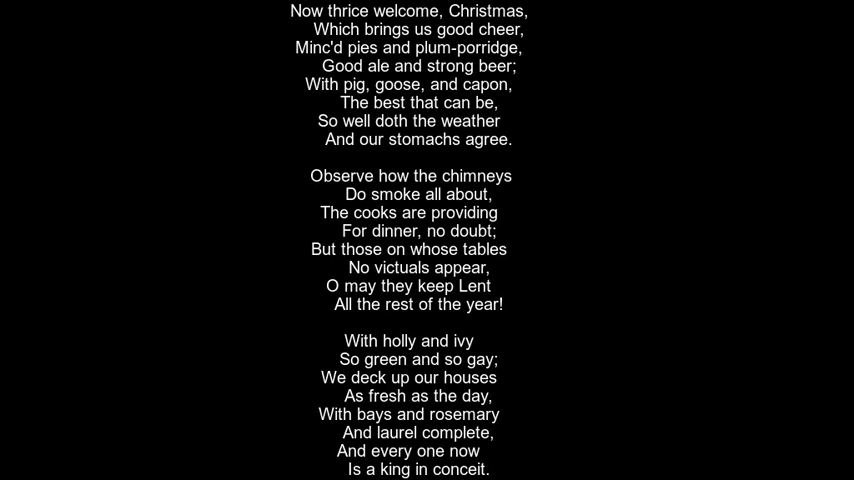 Now thrice welcome, Christmas,
Which brings us good cheer,
Minc'd pies and plum-porridge,
Good ale and strong beer;
With pig, goose, and capon,
The best that can be,
So well doth the weather
And our stomachs agree.

Observe how the chimneys
Do smoke all about,
The cooks are providing
For dinner, no doubt;
But those on whose tables
No victuals appear,
O may they keep Lent
All the rest of the year!

With holly and ivy
So green and so gay;
We deck up our houses
As fresh as the day,
With bays and rosemary
And laurel complete,
And every one now
Is a king in conceit.